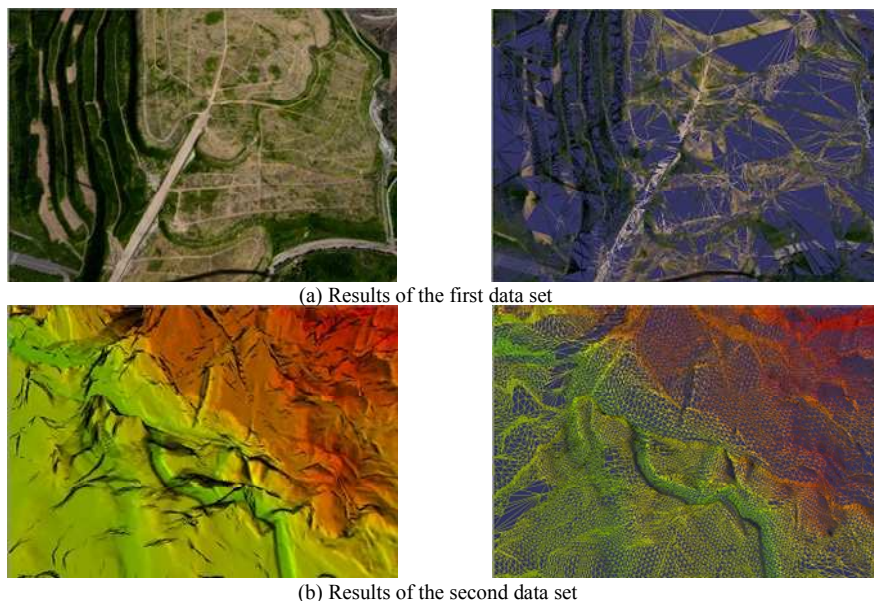 (a) Results of the first data set
(b) Results of the second data set